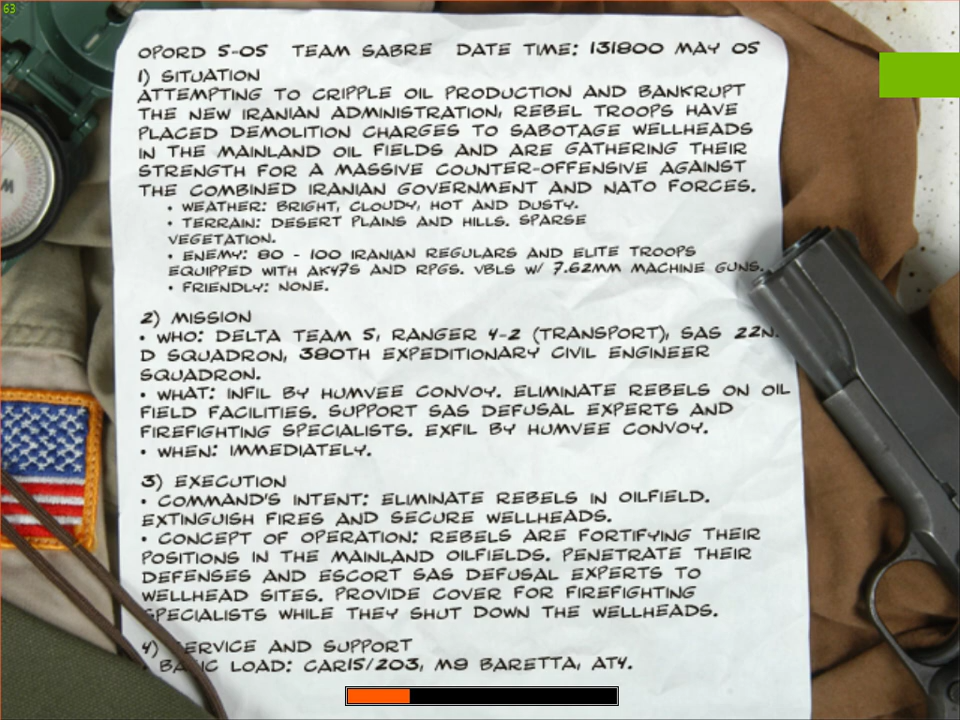 63
OPORD 5-05 TEAM SABRE DATE TIME: 131800 MAY 05
1) SITUATION
ATTEMPTING TO CRIPPLE OIL PRODUCTION AND BANKRUPT
THE NEW IRANIAN ADMINISTRATION, REBEL TROOPS HAVE
PLACED DEMOLITION CHARGES TO SABOTAGE WELLHEADS
IN THE MAINLAND OIL FIELDS AND ARE GATHERING THEIR
STRENGTH FOR A MASSIVE COUNTER-OFFENSIVE AGAINST
THE COMBINED IRANIAN GOVERNMENT AND NATO FORCES.
• WEATHER: BRIGHT, CLOUDY, HOT AND DUSTY.
• TERRAIN: DESERT PLAINS AND HILLS. SPARSE
VEGETATION.
• ENEMY: 80 - 100 IRANIAN REGULARS AND ELITE TROOPS
EQUIPPED WITH AK47S AND RPGS. VBLS W/ 7.62MM MACHINE GUNS.
• FRIENDLY: NONE.
2) MISSION
• WHO: DELTA TEAM 5, RANGER 4-2 (TRANSPORT), SAS 22N.
D SQUADRON, 380TH EXPEDITIONARY CIVIL ENGINEER
SQUADRON.
• WHAT: INFIL BY HUMVEE CONVOY. ELIMINATE REBELS ON OIL
FIELD FACILITIES. SUPPORT SAS DEFUSAL EXPERTS AND
FIREFIGHTING SPECIALISTS. EXFIL BY HUMVEE CONVOY.
• WHEN: IMMEDIATELY.
3) EXECUTION
• COMMAND'S INTENT: ELIMINATE REBELS IN OILFIELD.
EXTINGUISH FIRES AND SECURE WELLHEADS.
• CONCEPT OF OPERATION: REBELS ARE FORTIFYING THEIR
POSITIONS IN THE MAINLAND OILFIELDS. PENETRATE THEIR
DEFENSES AND ESCORT SAS DEFUSAL EXPERTS TO
WELLHEAD SITES. PROVIDE COVER FOR FIREFIGHTING
SPECIALISTS WHILE THEY SHUT DOWN THE WELLHEADS.
4) SERVICE AND SUPPORT
• BASIC LOAD: CAR15/203, M9 BARETTA, AT4.